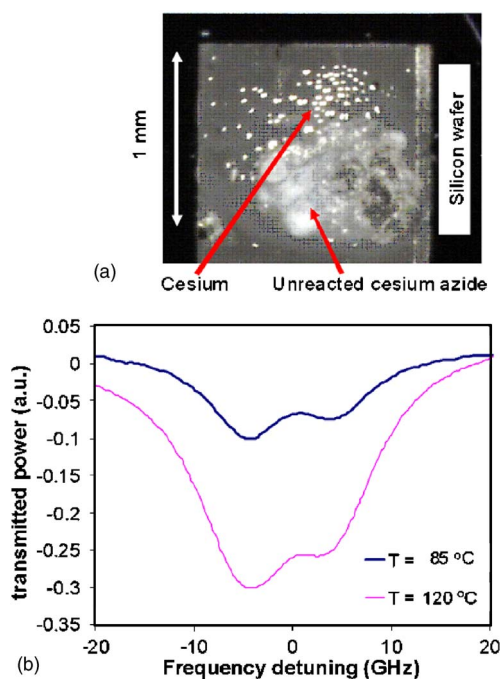 1 mm
Silicon wafer
(a)
Cesium
Unreacted cesium azide
0.05
0
-0.05
-0.1
-0.15
-0.2
-0.25
-0.3
-0.35
transmitted power (a.u.)
T = 85 °C
T = 120 °C
-20
-10
0
10
20
(b)
Frequency detuning (GHz)